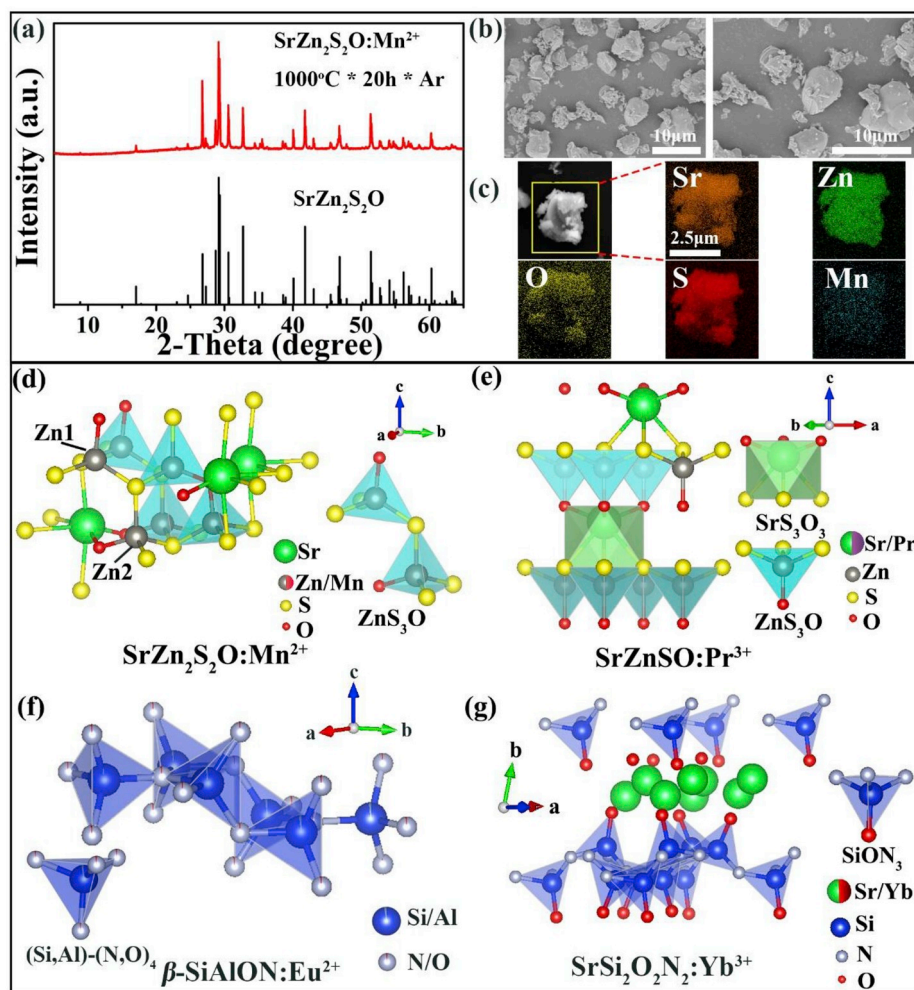 (a)
SrZn₂S₂O:Mn²⁺
1000°C * 20h * Ar
SrZn₂S₂O
Intensity (a.u.)
10 20 30 40 50 60
2-Theta (degree)
(b)
10μm
10μm
(c)
Sr
2.5μm
Zn
O
S
Mn
(d)
Zn1
Zn2
c
a
b
Sr
Zn/Mn
S
O
ZnS₃O
SrZn₂S₂O:Mn²⁺
(e)
c
b
a
SrS₃O₃
ZnS₃O
Sr/Pr
Zn
S
O
SrZnSO:Pr³⁺
(f)
c
a
b
(Si,Al)-(N,O)₄
Si/Al
N/O
β-SiAlON:Eu²⁺
(g)
b
a
SiON₃
Sr/Yb
Si
N
O
SrSi₂O₂N₂:Yb³⁺